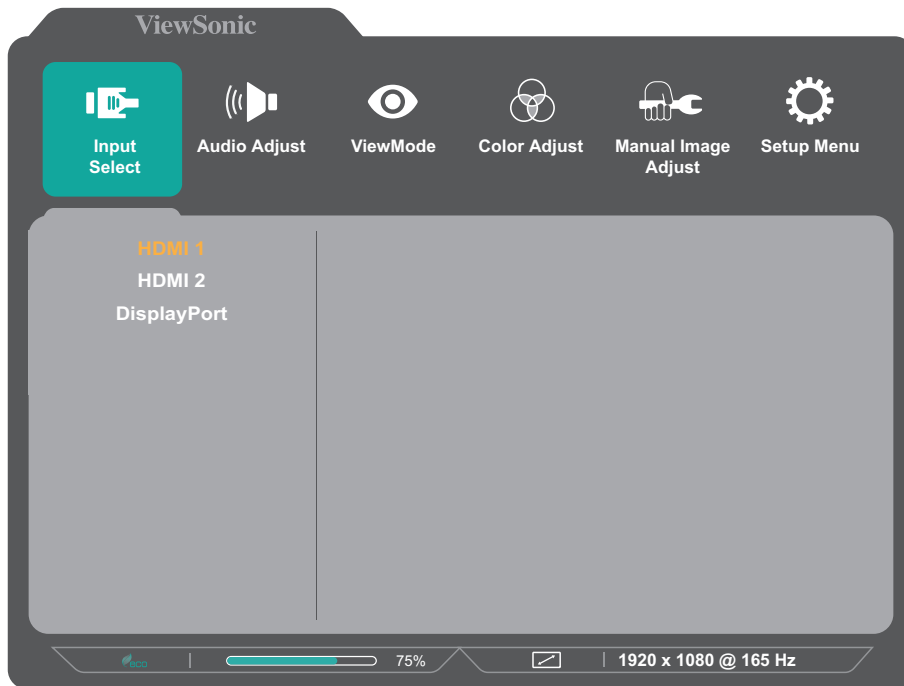 ViewSonic
Input
Select
Audio Adjust
ViewMode
Color Adjust
Manual Image
Adjust
Setup Menu
HDMI 1
HDMI 2
DisplayPort
eco
75%
1920 x 1080 @ 165 Hz